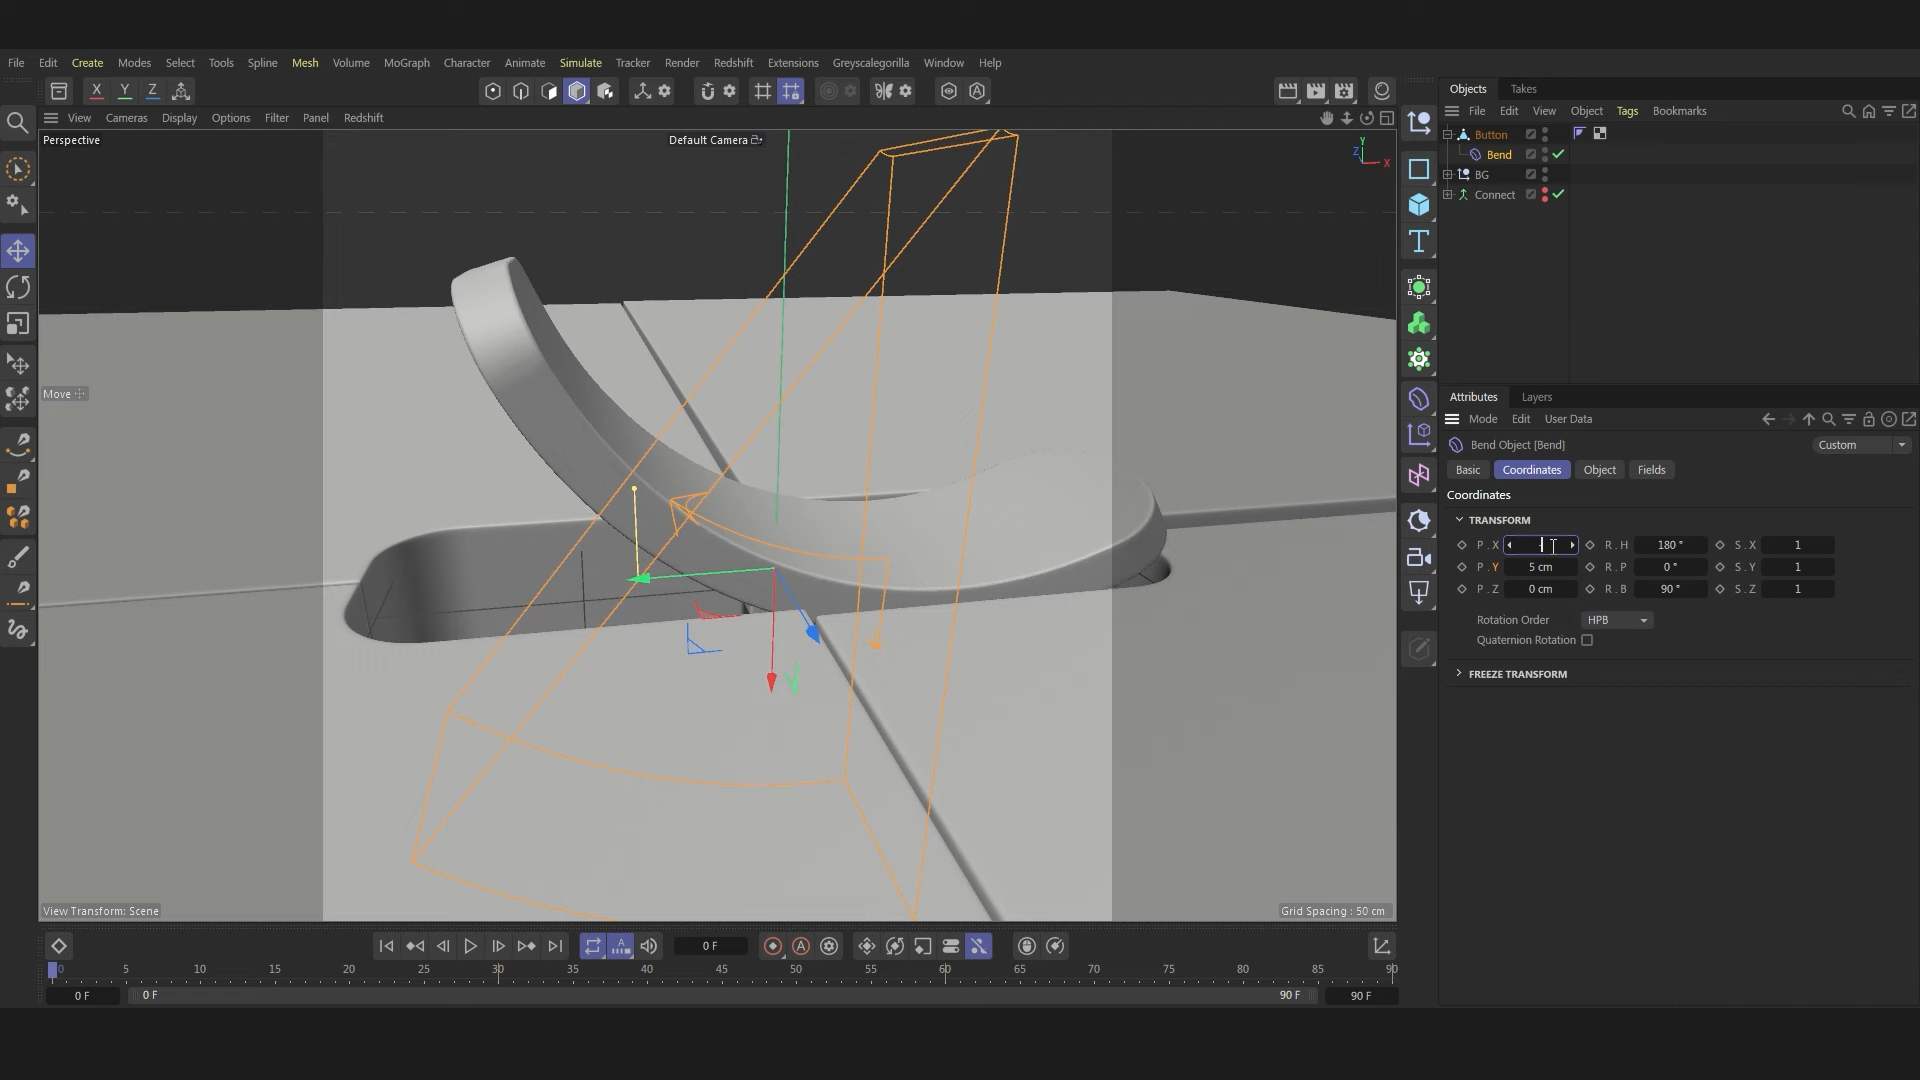 File Edit Create Modes Select Tools Spline Mesh Volume MoGraph Character Animate Simulate Tracker Render Redshift Extensions Greyscalegorilla Window Help
X Y Z
View Cameras Display Options Filter Panel Redshift
Perspective
Default Camera
Y
Z
X
Move
View Transform: Scene
Grid Spacing : 50 cm
Objects Takes
File Edit View Object Tags Bookmarks
Button
Bend
BG
Connect
Attributes Layers
Mode Edit User Data
Bend Object [Bend]
Custom
Basic Coordinates Object Fields
Coordinates
TRANSFORM
P . X R . H 180 ° S . X 1
P . Y 5 cm R . P 0 ° S . Y 1
P . Z 0 cm R . B 90 ° S . Z 1
Rotation Order HPB
Quaternion Rotation
FREEZE TRANSFORM
0 F
0 5 10 15 20 25 30 35 40 45 50 55 60 65 70 75 80 85 90
0 F 0 F 90 F 90 F